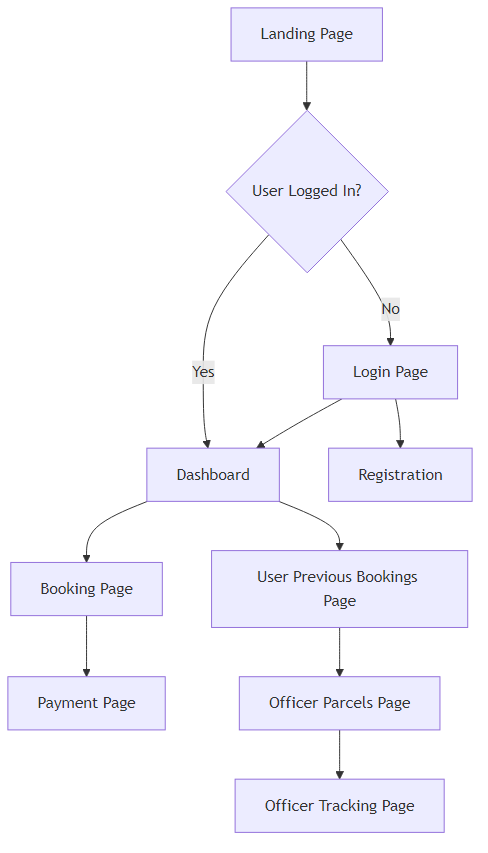 Landing Page
User Logged In?
No
Yes
Login Page
Dashboard
Registration
Booking Page
User Previous Bookings
Page
Payment Page
Officer Parcels Page
Officer Tracking Page